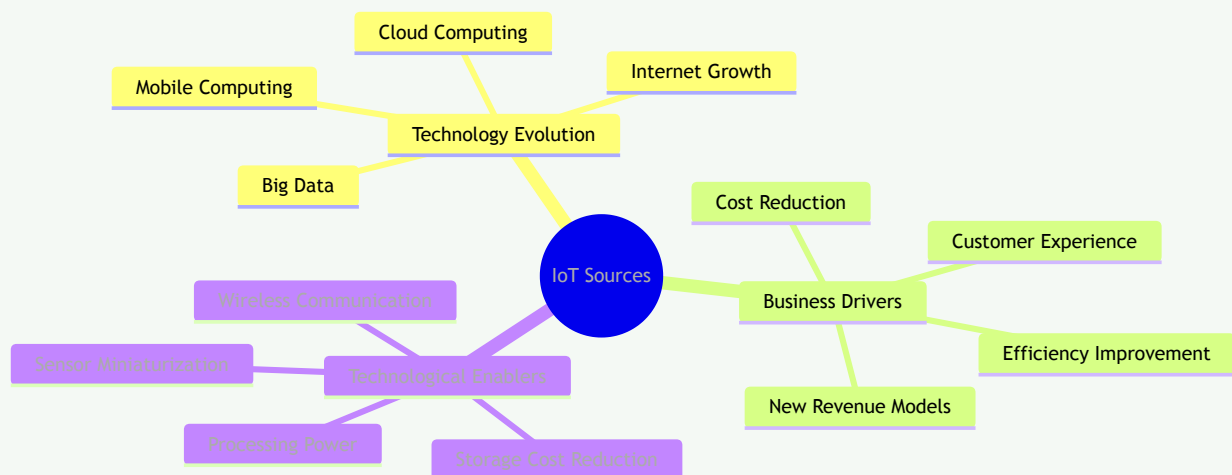 Cloud Computing
Internet Growth
Mobile Computing
Technology Evolution
Big Data
Cost Reduction
Customer Experience
IoT Sources
Wireless Communication
Business Drivers
Efficiency Improvement
Sensor Miniaturization
Technological Enablers
New Revenue Models
Processing Power
Storage Cost Reduction